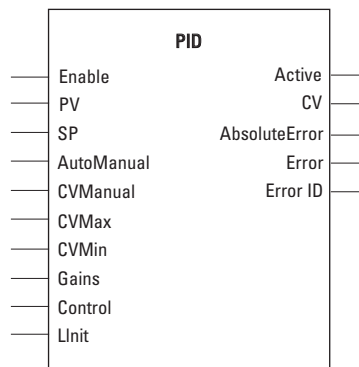 PID
Enable Active
PV CV
SP AbsoluteError
AutoManual Error
CVManual Error ID
CVMax
CVMin
Gains
Control
LInit